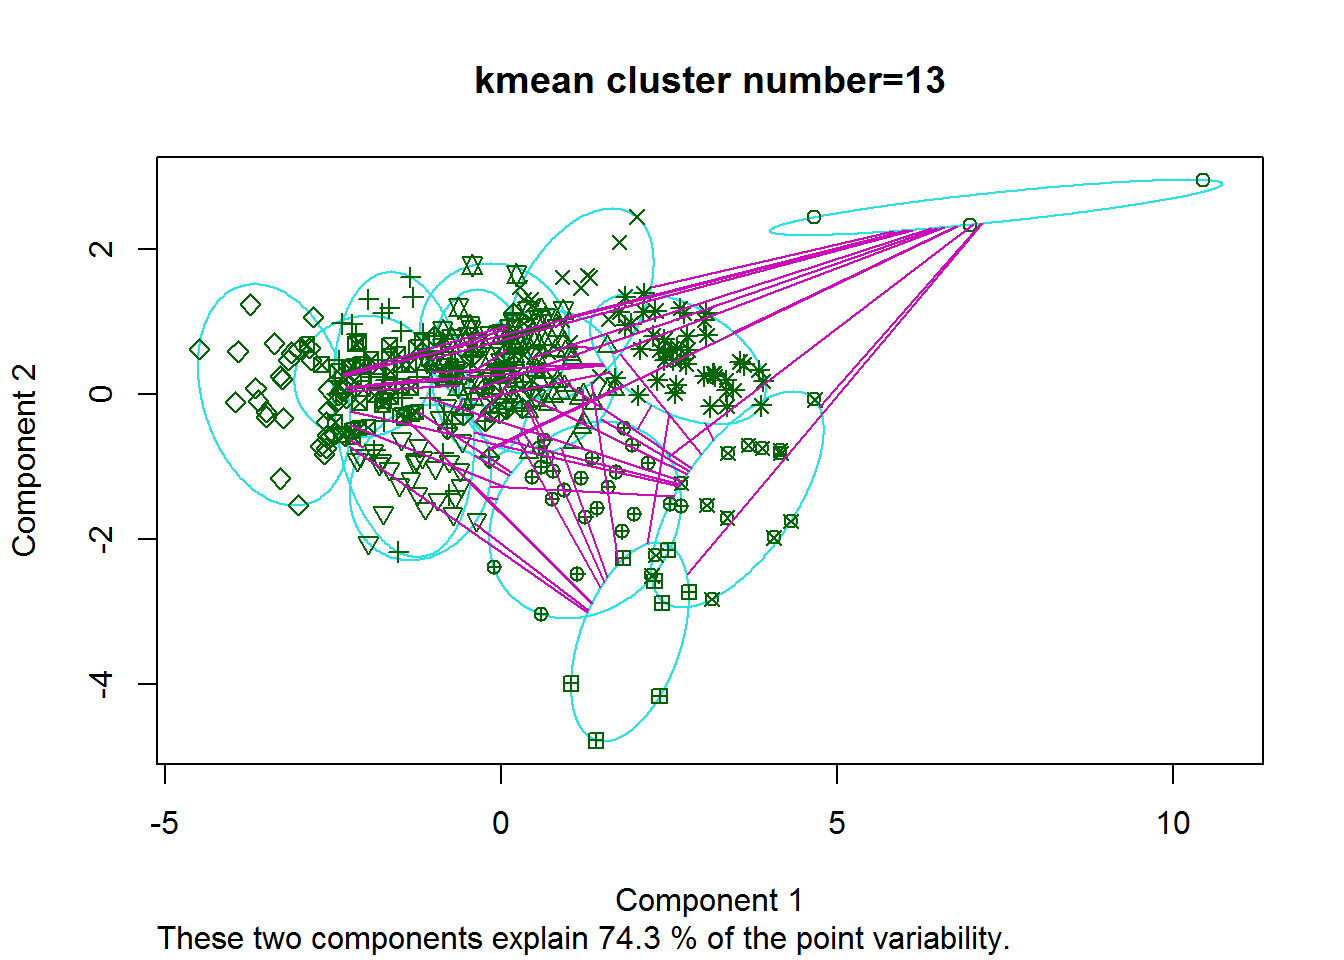 kmean cluster number=13
Component 2
2
0
-2
-4
-5 0 5 10
Component 1
These two components explain 74.3 % of the point variability.